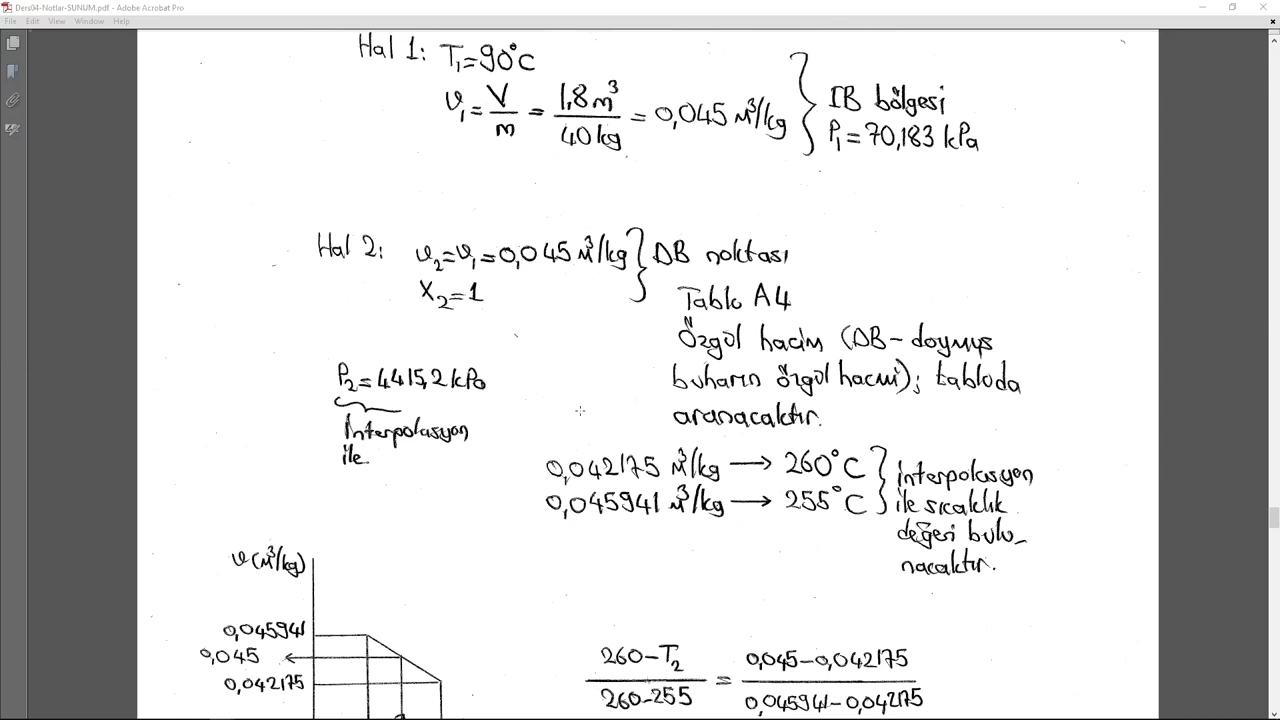 Ders04-Notlar-SUNUM.pdf - Adobe Acrobat Pro
File Edit View Window Help
Hal 1: T₁=90°C
υ₁ = V/m = 1,8 m³/40 kg = 0,045 m³/kg } IB bölgesi
P₁ = 70,183 kPa
Hal 2: υ₂=υ₁=0,045 m³/kg } DB noktası
x₂=1
Tablo A4
Özgül hacim (DB-doymuş
buharın özgül hacmi); tabloda
aranacaktır.
P₂=4415,2 kPa
İnterpolasyon
ile.
0,042175 m³/kg → 260°C } interpolasyon
0,045941 m³/kg → 255°C ile sıcaklık
değeri bulu-
nacaktır.
υ(m³/kg)
0,045941
0,045
0,042175
260-T₂/260-255 = 0,045-0,042175/0,045941-0,042175